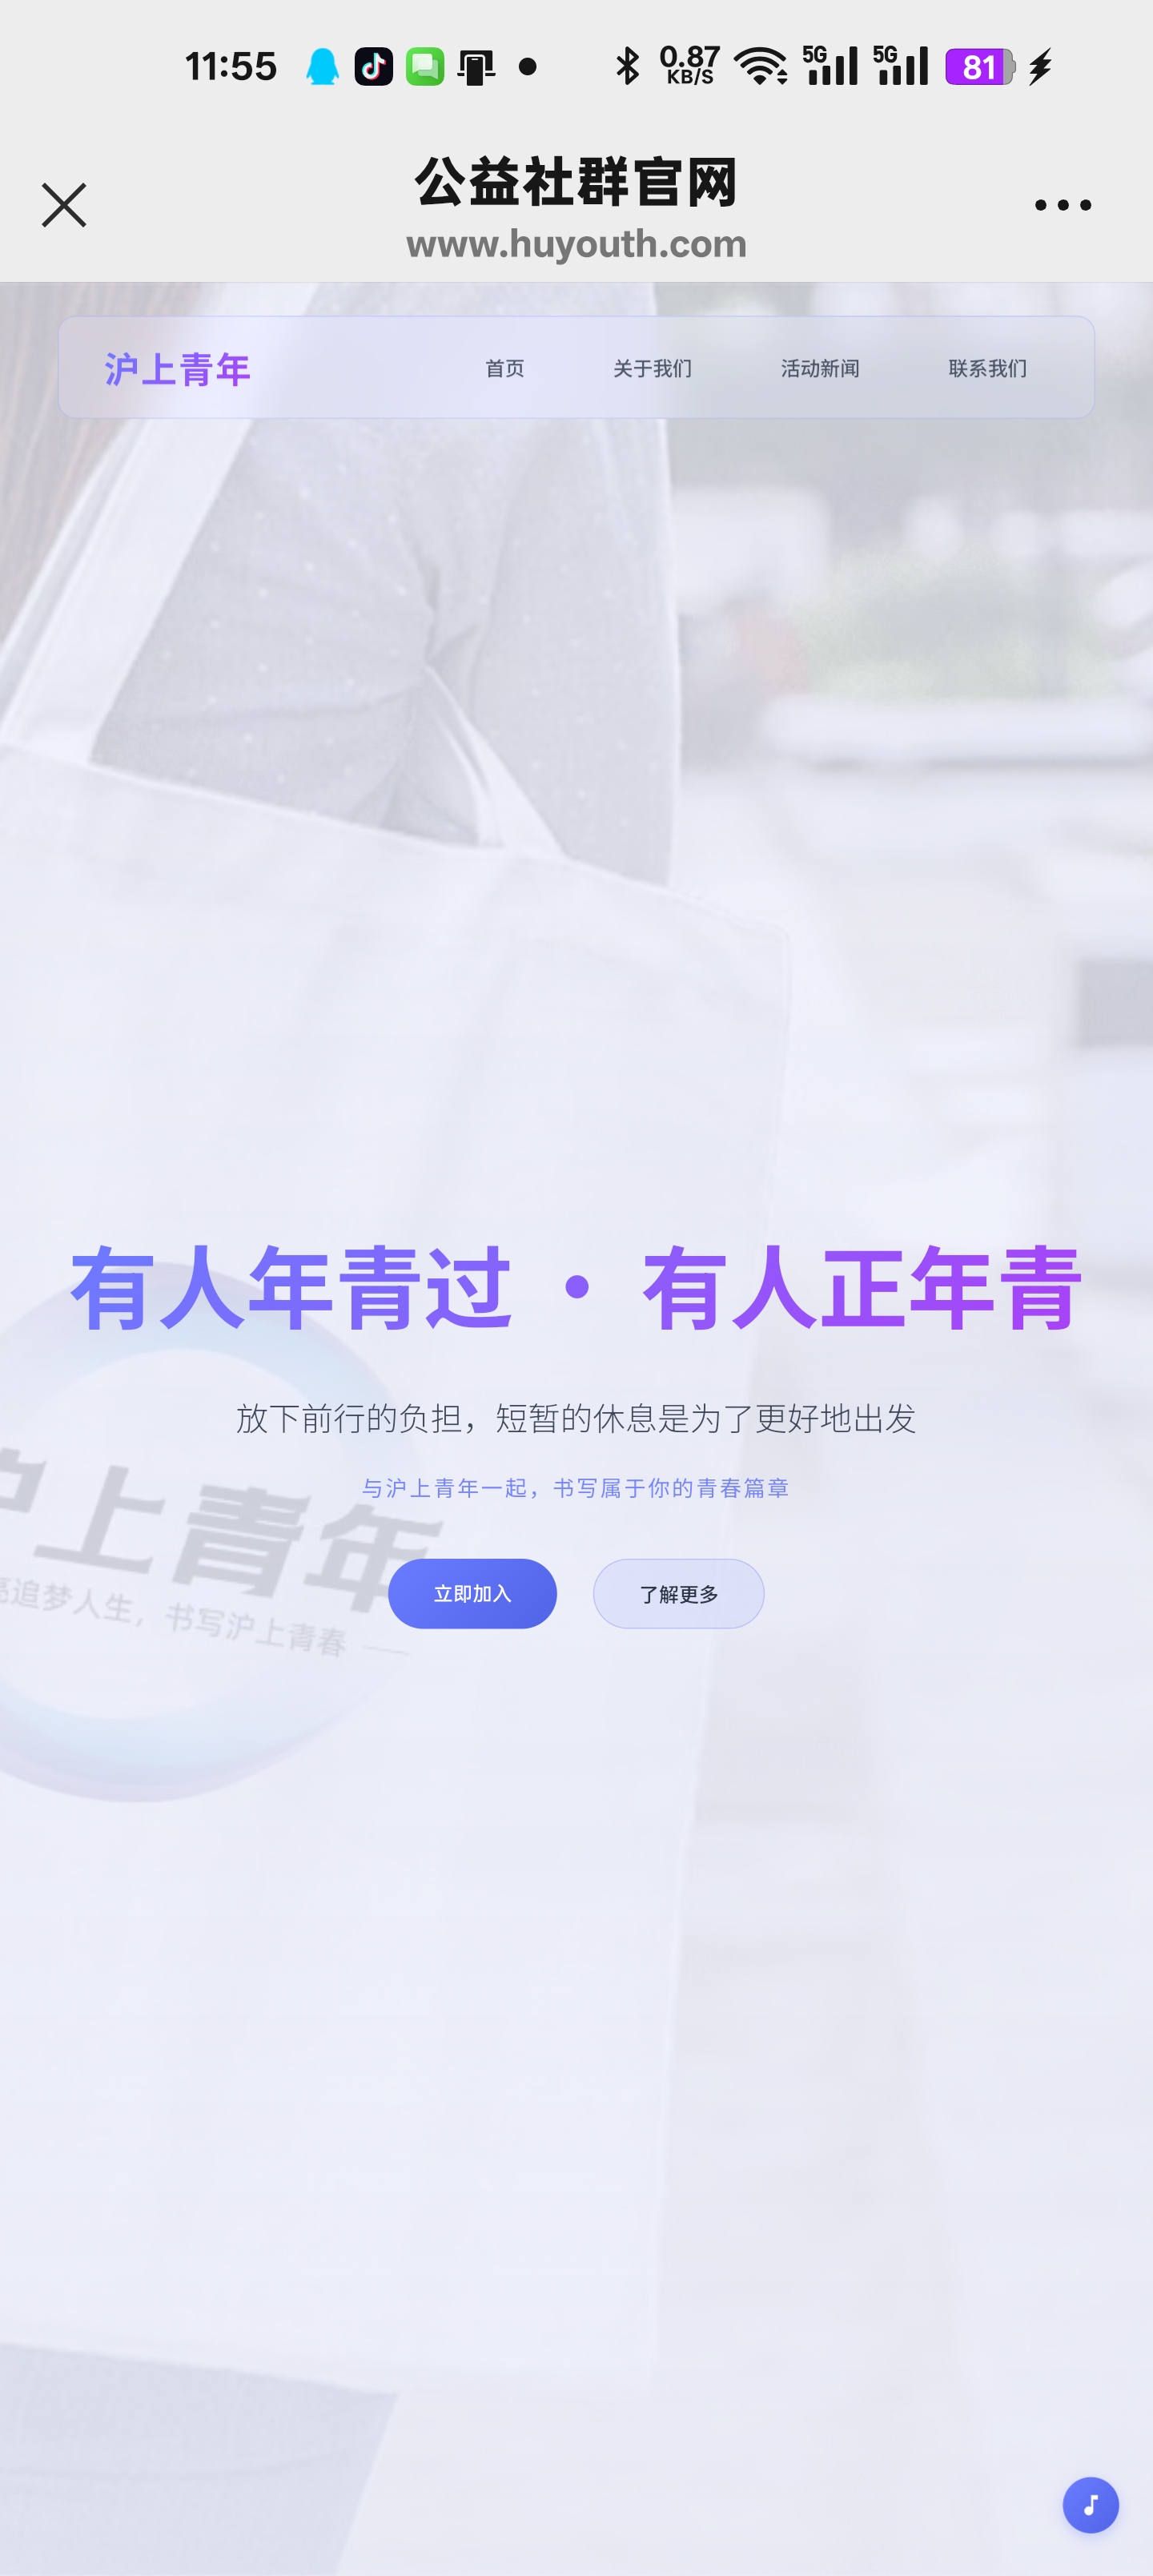 11:55
0.87
KB/S
5G
5G
81
公益社群官网
www.huyouth.com
沪上青年
首页
关于我们
活动新闻
联系我们
有人年青过 · 有人正年青
放下前行的负担，短暂的休息是为了更好地出发
与沪上青年一起，书写属于你的青春篇章
上青年
追梦人生，书写沪上青春 ——
立即加入
了解更多